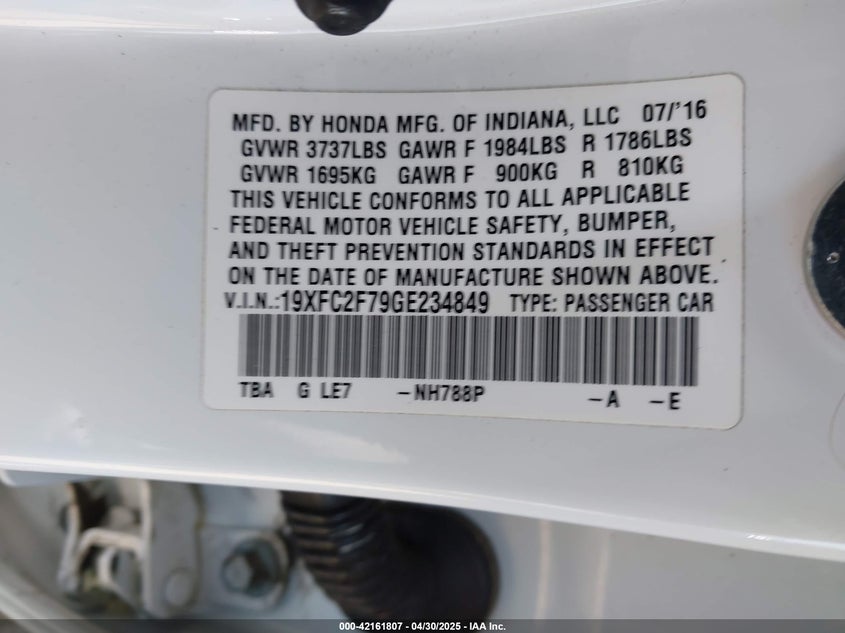 MFD. BY HONDA MFG. OF INDIANA, LLC 07/'16
GVWR 3737LBS GAWR F 1984LBS R 1786LBS
GVWR 1695KG GAWR F 900KG R 810KG
THIS VEHICLE CONFORMS TO ALL APPLICABLE
FEDERAL MOTOR VEHICLE SAFETY, BUMPER,
AND THEFT PREVENTION STANDARDS IN EFFECT
ON THE DATE OF MANUFACTURE SHOWN ABOVE.
V.I.N.:19XFC2F79GE234849 TYPE: PASSENGER CAR
TBA G LE7 –NH788P –A –E
000-42161807 - 04/30/2025 - IAA Inc.